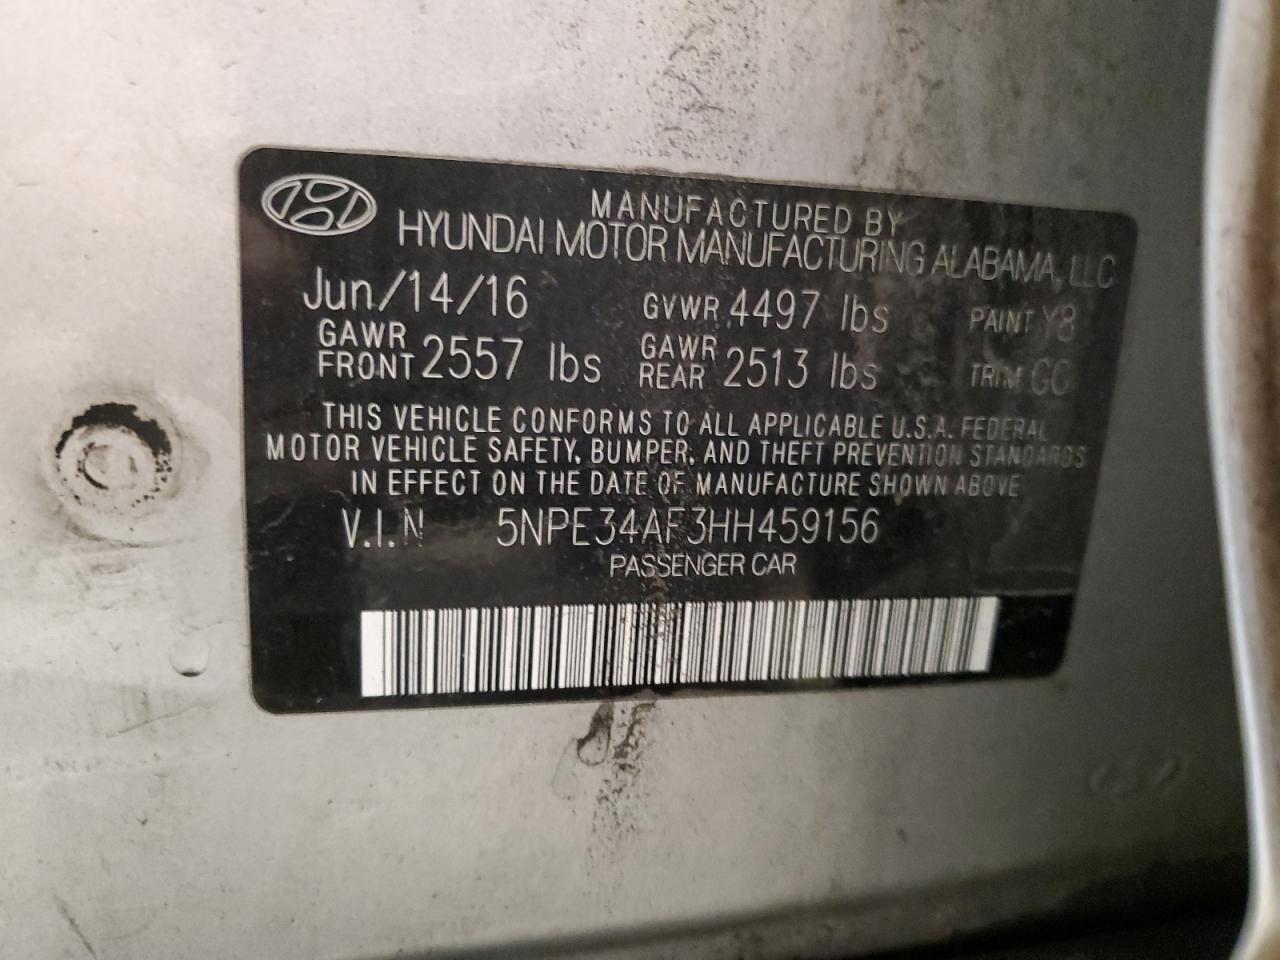 MANUFACTURED BY
HYUNDAI MOTOR MANUFACTURING ALABAMA, LLC
Jun/14/16 GVWR 4497 lbs PAINT Y8
GAWR FRONT 2557 lbs GAWR REAR 2513 lbs TRIM
THIS VEHICLE CONFORMS TO ALL APPLICABLE U.S.A. FEDERAL
MOTOR VEHICLE SAFETY, BUMPER, AND THEFT PREVENTION STANDARDS
IN EFFECT ON THE DATE OF MANUFACTURE SHOWN ABOVE
V.I.N 5NPE34AF3HH459156
PASSENGER CAR